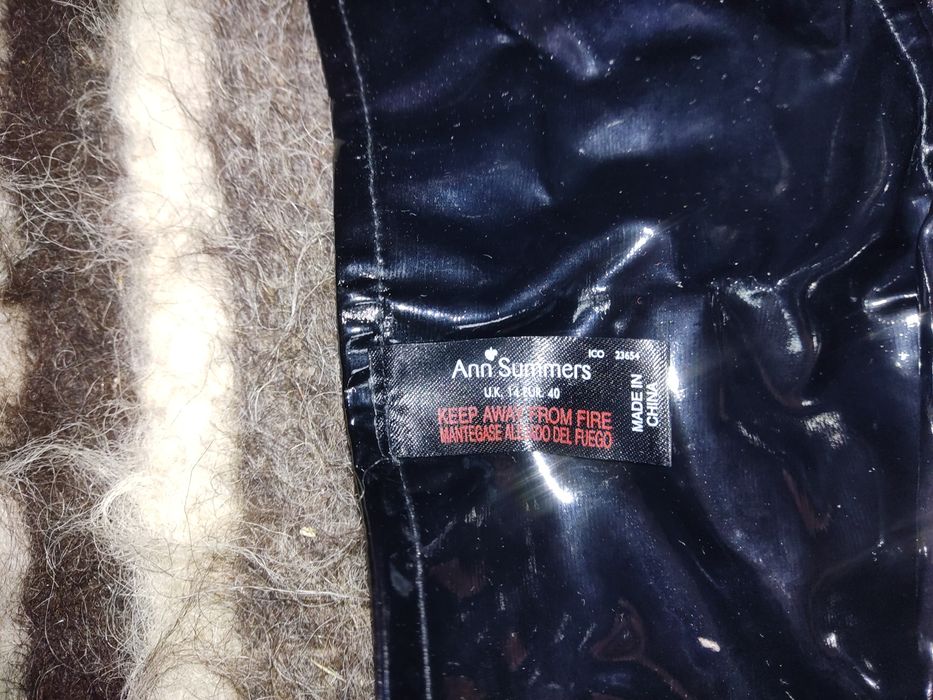 Ann Summers
ICO 23654
U.K. 14 EUR. 40
KEEP AWAY FROM FIRE
MANTEGASE DEL FUEGO
MADE IN
CHINA